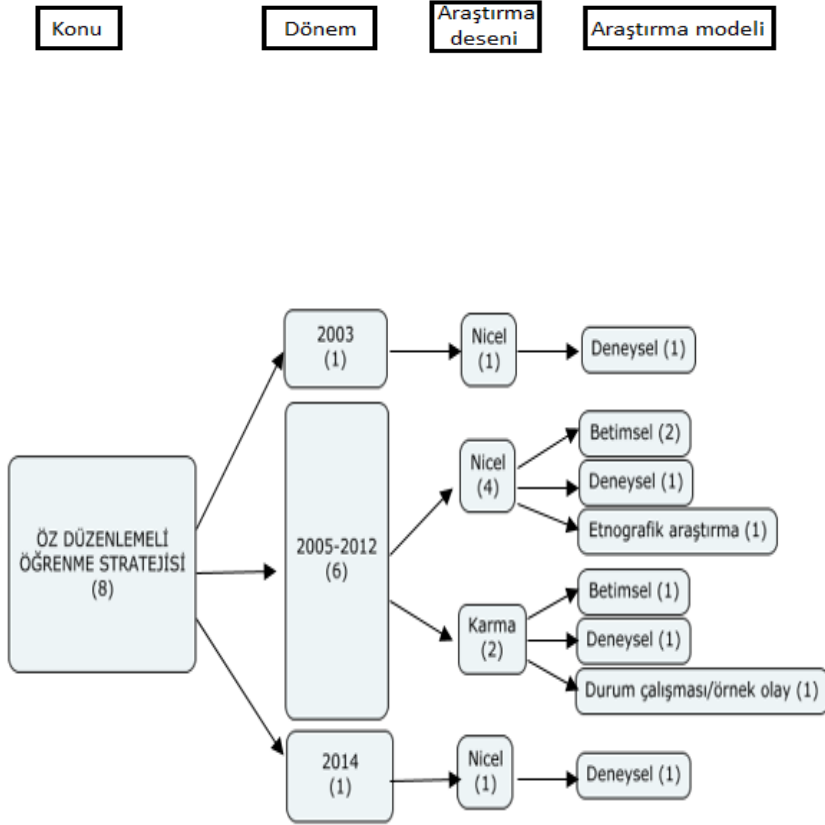 Konu
Dönem
Araştırma
deseni
Araştırma modeli
2003
(1)
Nicel
(1)
Deneysel (1)
ÖZ DÜZENLEMELİ
ÖĞRENME STRATEJİSİ
(8)
2005-2012
(6)
Nicel
(4)
Betimsel (2)
Deneysel (1)
Etnografik araştırma (1)
Karma
(2)
Betimsel (1)
Deneysel (1)
Durum çalışması/örnek olay (1)
2014
(1)
Nicel
(1)
Deneysel (1)